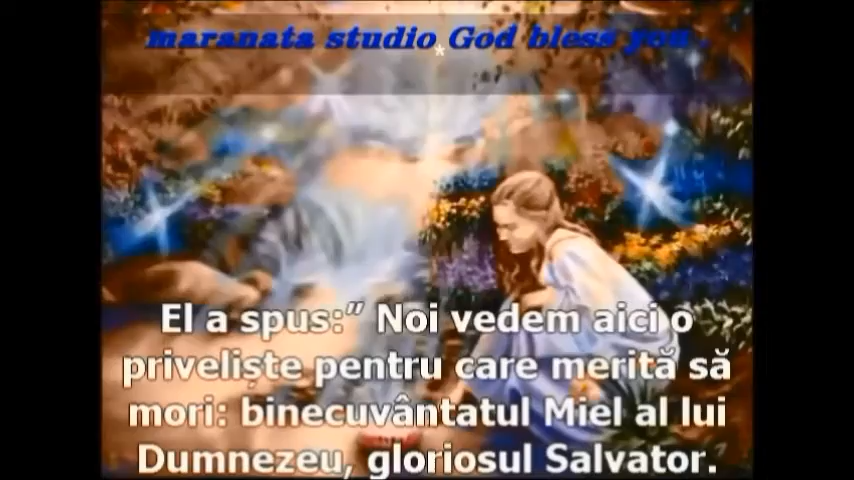 maranata studio God bless you .
*
El a spus:” Noi vedem aici o
priveliște pentru care merită să
mori: binecuvântatul Miel al lui
Dumnezeu, gloriosul Salvator.